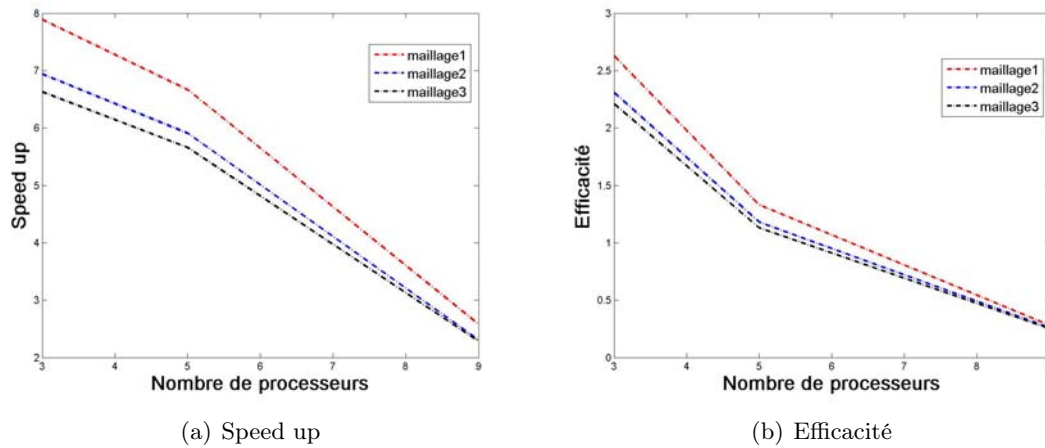 8
7
6
5
4
3
2
Speed up
maillage1
maillage2
maillage3
3 4 5 6 7 8 9
Nombre de processeurs
(a) Speed up
3
2.5
2
1.5
1
0.5
0
Efficacité
maillage1
maillage2
maillage3
3 4 5 6 7 8
Nombre de processeurs
(b) Efficacité